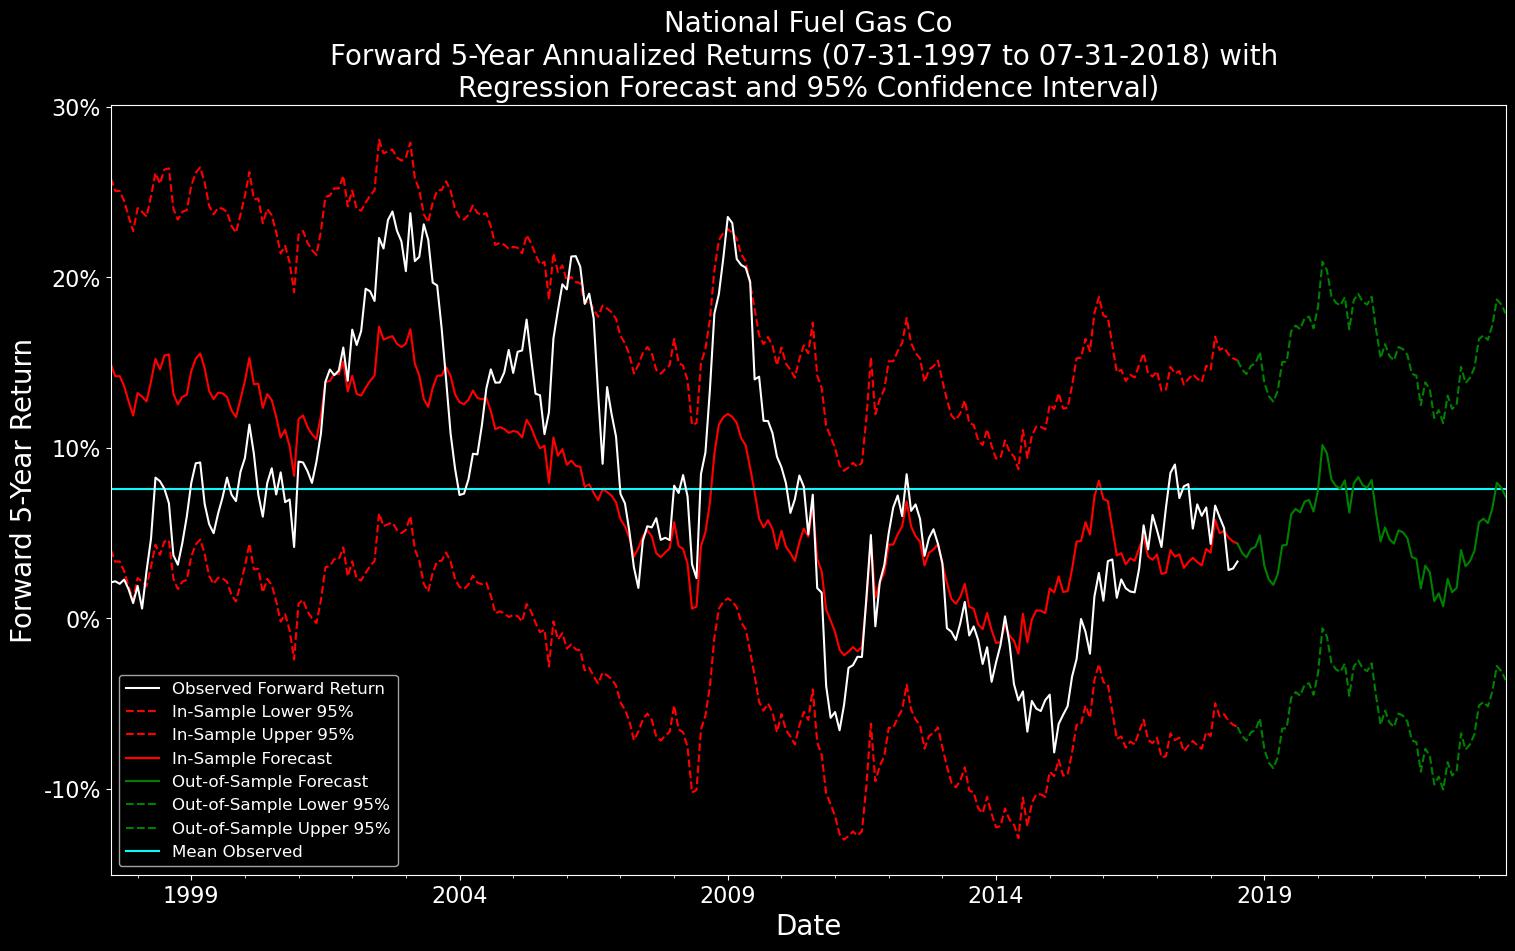 National Fuel Gas Co
Forward 5-Year Annualized Returns (07-31-1997 to 07-31-2018) with
Regression Forecast and 95% Confidence Interval)
Forward 5-Year Return
30%
20%
10%
0%
-10%
Observed Forward Return
In-Sample Lower 95%
In-Sample Upper 95%
In-Sample Forecast
Out-of-Sample Forecast
Out-of-Sample Lower 95%
Out-of-Sample Upper 95%
Mean Observed
1999 2004 2009 2014 2019
Date